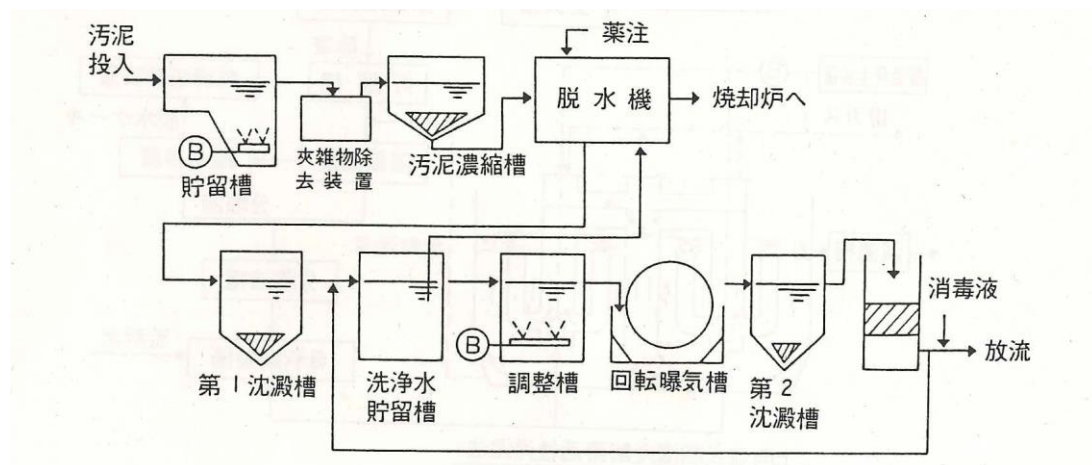 汚泥
投入
貯留槽
B
夾雑物除
去装置
汚泥濃縮槽
薬注
脱水機
焼却炉へ
第1沈澱槽
洗浄水
貯留槽
B
調整槽
回転曝気槽
第2
沈澱槽
消毒液
放流